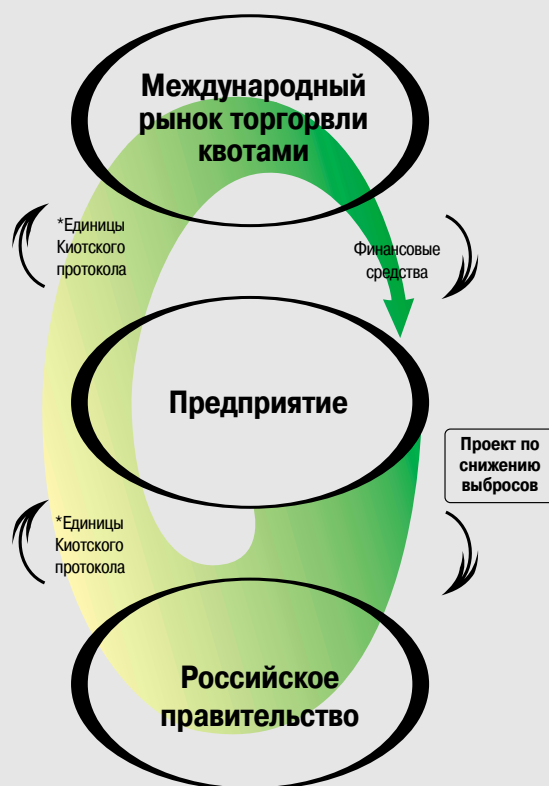 Международный
рынок торгорвли
квотами
*Единицы
Киотского
протокола
Финансовые
средства
Предприятие
Проект по
снижению
выбросов
*Единицы
Киотского
протокола
Российское
правительство